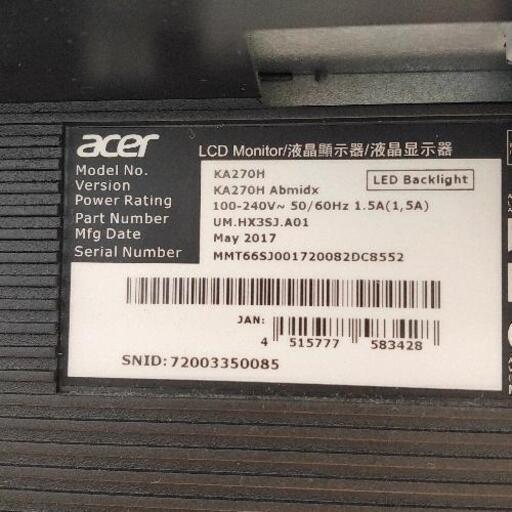 acer
LCD Monitor/液晶顯示器/液晶显示器
Model No. KA270H
Version KA270H Abmidx
LED Backlight
Power Rating 100-240V~ 50/60Hz 1.5A(1,5A)
Part Number UM.HX3SJ.A01
Mfg Date May 2017
Serial Number MMT66SJ001720082DC8552
JAN:
4 515777 583428
SNID: 72003350085